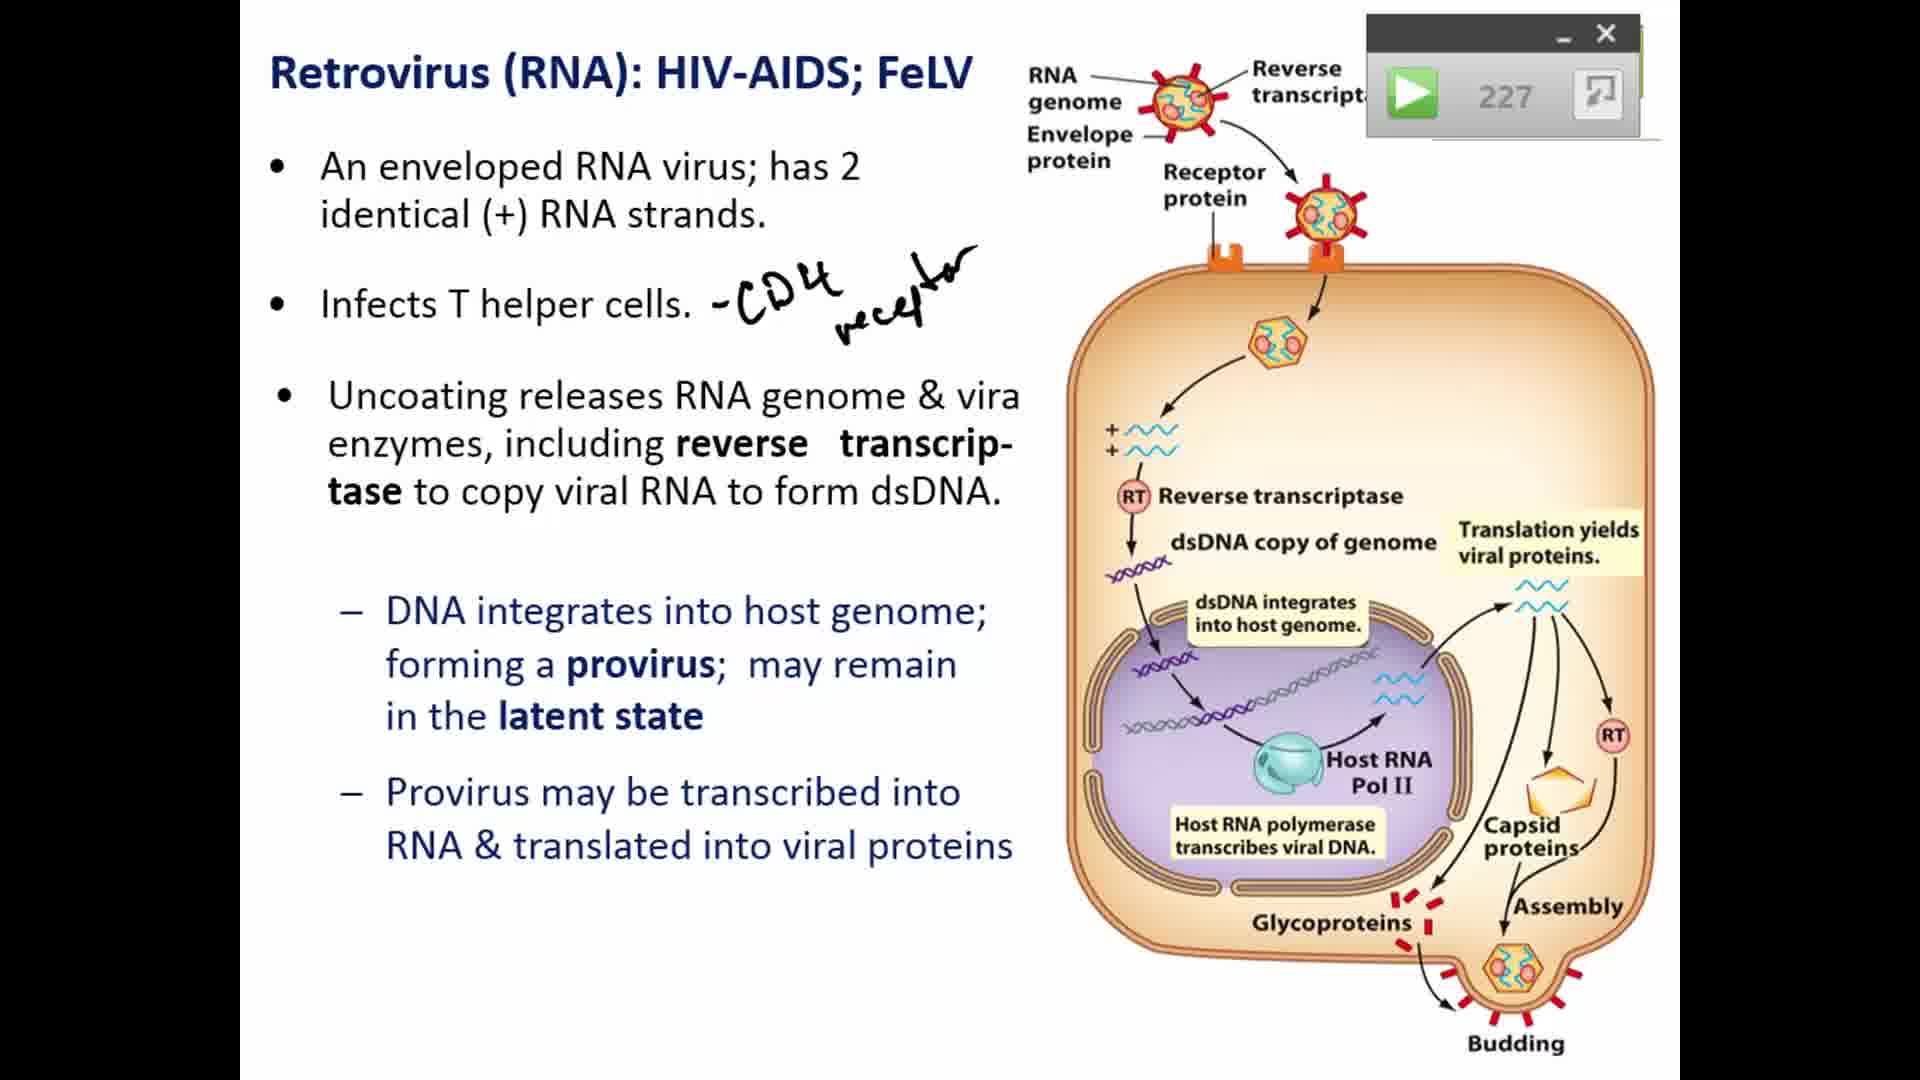 Retrovirus (RNA): HIV-AIDS; FeLV
• An enveloped RNA virus; has 2
identical (+) RNA strands.
• Infects T helper cells. -CD4
receptor
• Uncoating releases RNA genome & vira
enzymes, including reverse transcrip-
tase to copy viral RNA to form dsDNA.
– DNA integrates into host genome;
forming a provirus; may remain
in the latent state
– Provirus may be transcribed into
RNA & translated into viral proteins
227
RNA
genome
Envelope
protein
Reverse
transcript
Receptor
protein
+
+
RT Reverse transcriptase
dsDNA copy of genome
Translation yields
viral proteins.
dsDNA integrates
into host genome.
Host RNA
Pol II
Host RNA polymerase
transcribes viral DNA.
RT
Capsid
proteins
Assembly
Glycoproteins
Budding